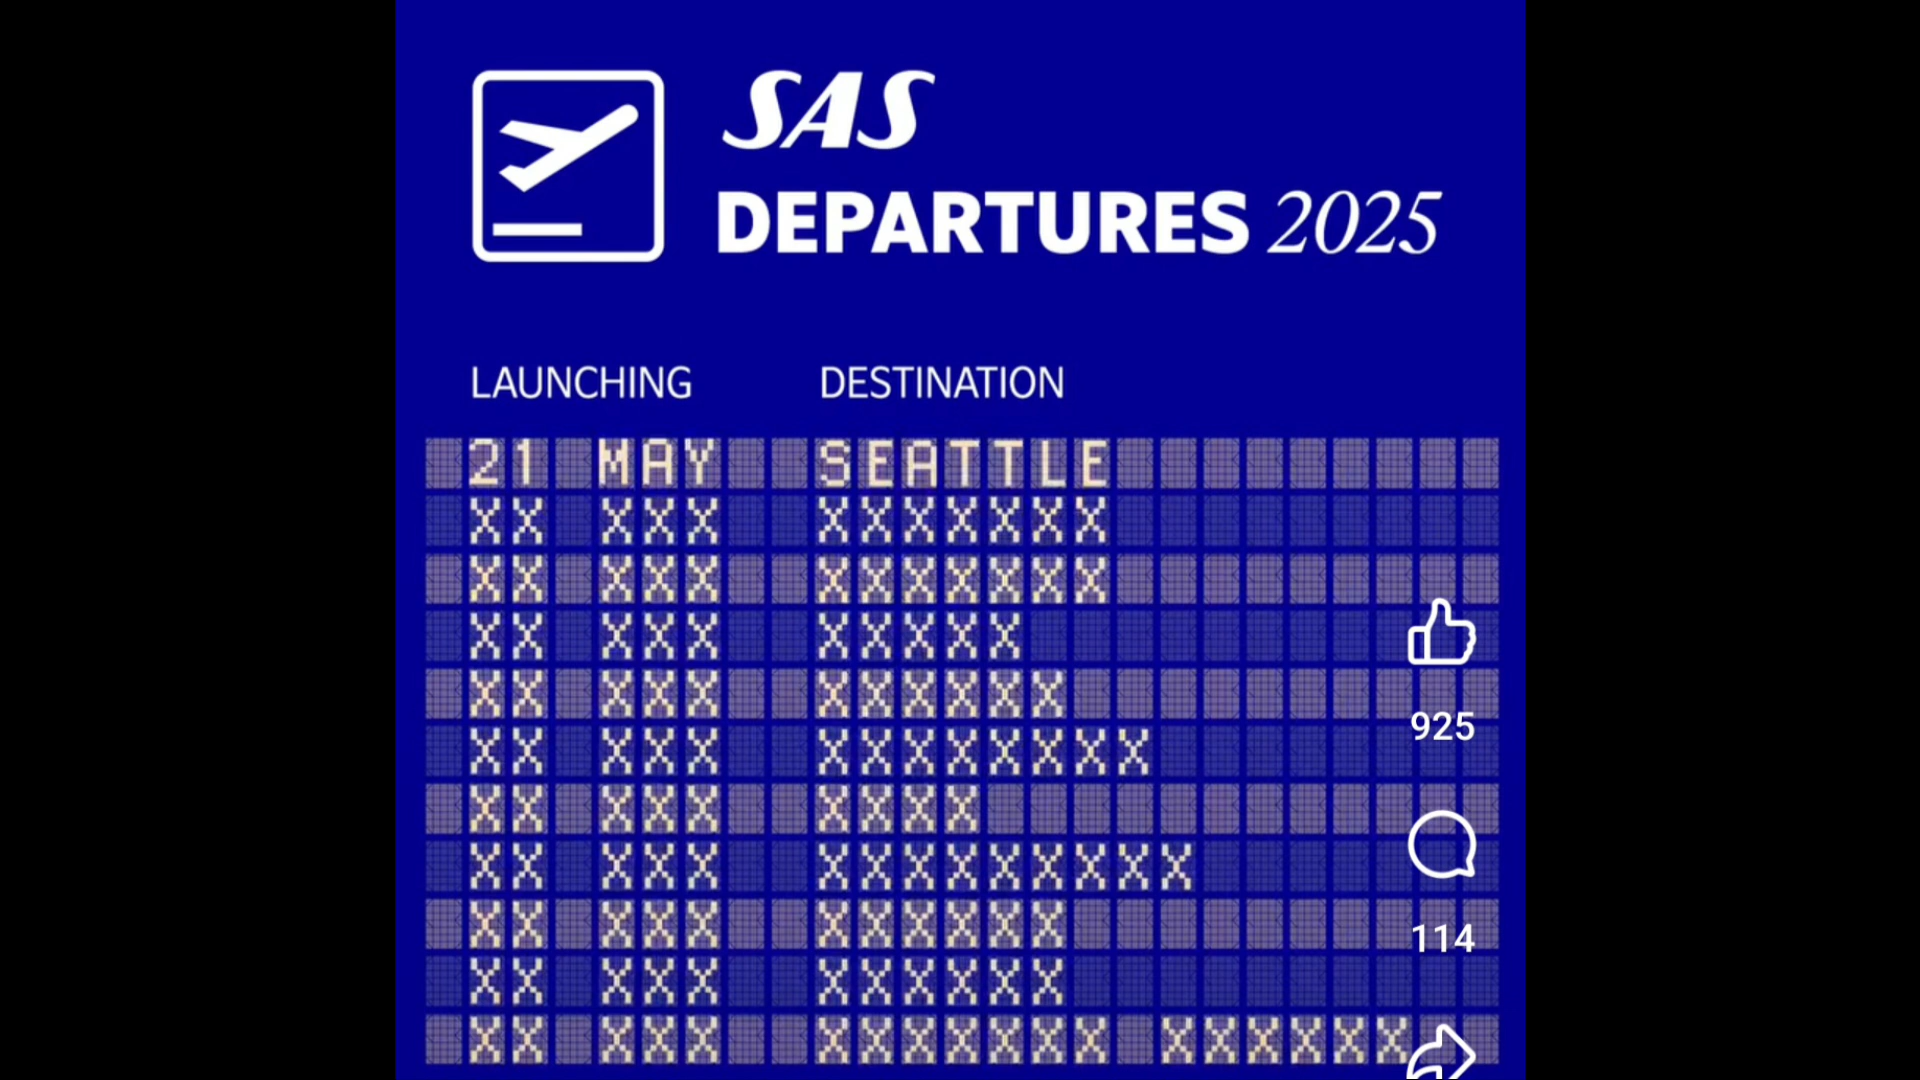 SAS
DEPARTURES 2025
LAUNCHING DESTINATION
21 MAY SEATTLE
XX XXX XXXXXXX
XX XXX XXXXXXX
XX XXX XXXXX
XX XXX XXXXXX
XX XXX XXXXXXXX
925
XX XXX XXXX
XX XXX XXXXXXXXX
XX XXX XXXXXX
114
XX XXX XXXXXX
XX XXX XXXXXXX XXXXXX